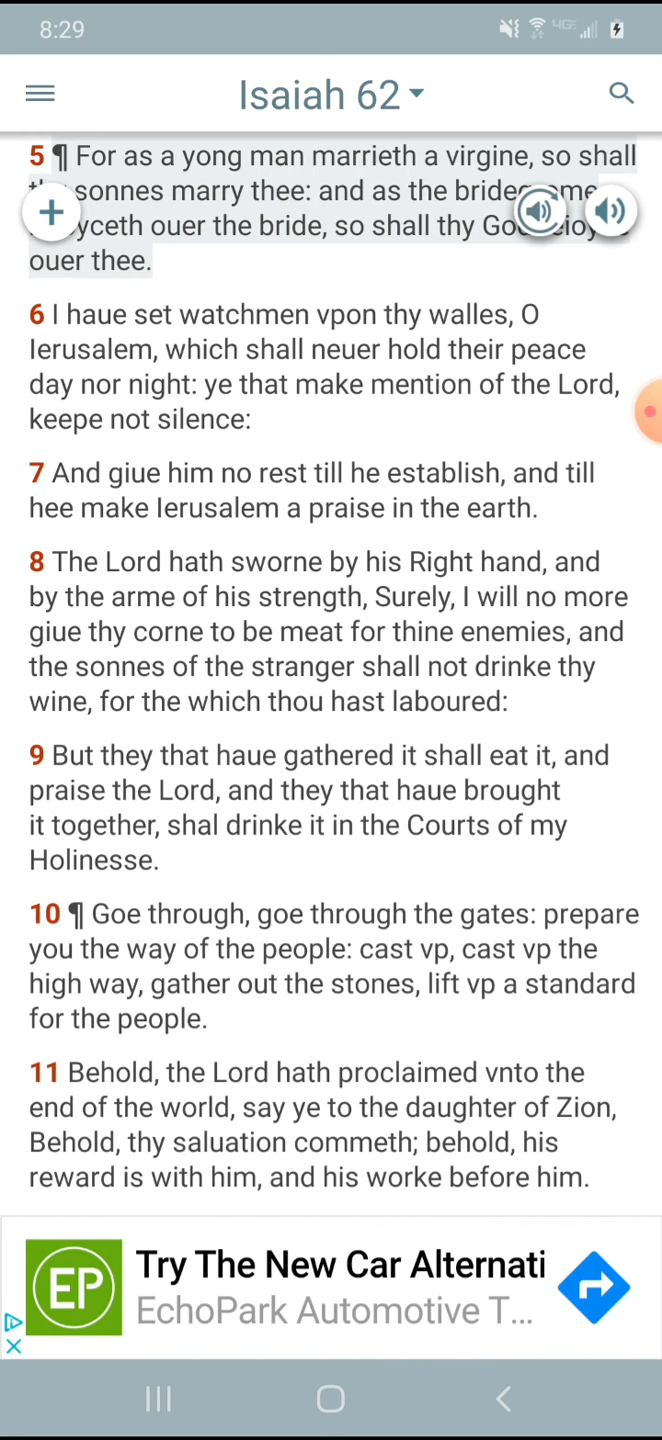 8:29
4GE
Isaiah 62
5 ¶ For as a yong man marrieth a virgine, so shall
sonnes marry thee: and as the
ouer the bride, so shall thy
ouer thee.
6 I haue set watchmen vpon thy walles, O
Ierusalem, which shall neuer hold their peace
day nor night: ye that make mention of the Lord,
keepe not silence:
7 And giue him no rest till he establish, and till
hee make Ierusalem a praise in the earth.
8 The Lord hath sworne by his Right hand, and
by the arme of his strength, Surely, I will no more
giue thy corne to be meat for thine enemies, and
the sonnes of the stranger shall not drinke thy
wine, for the which thou hast laboured:
9 But they that haue gathered it shall eat it, and
praise the Lord, and they that haue brought
it together, shal drinke it in the Courts of my
Holinesse.
10 ¶ Goe through, goe through the gates: prepare
you the way of the people: cast vp, cast vp the
high way, gather out the stones, lift vp a standard
for the people.
11 Behold, the Lord hath proclaimed vnto the
end of the world, say ye to the daughter of Zion,
Behold, thy saluation commeth; behold, his
reward is with him, and his worke before him.
EP
Try The New Car Alternati
EchoPark Automotive T...